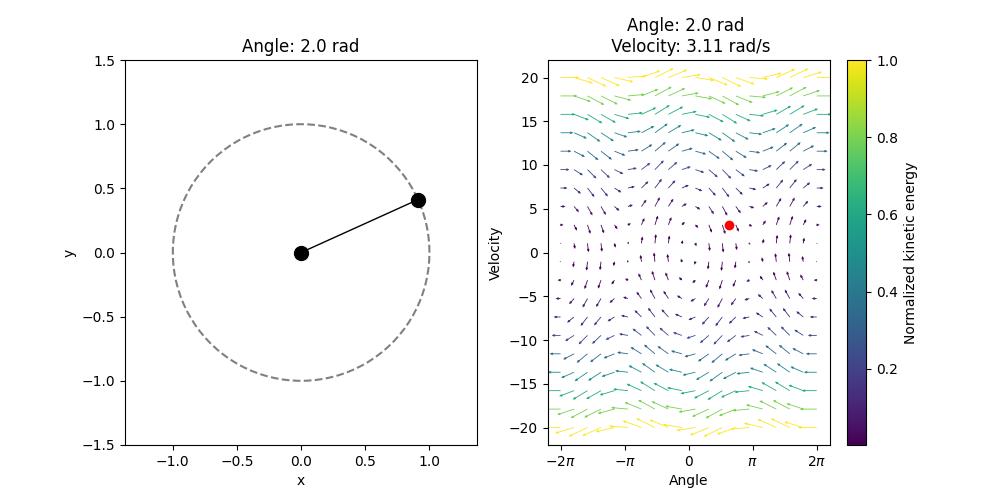 Angle: 2.0 rad
1.5
1.0
0.5
0.0
−0.5
−1.0
−1.5
y
−1.0
−0.5
0.0
0.5
1.0
x
Angle: 2.0 rad
Velocity: 3.11 rad/s
20
15
10
5
0
−5
−10
−15
−20
Velocity
−2π
−π
0
π
2π
Angle
1.0
0.8
0.6
0.4
0.2
Normalized kinetic energy